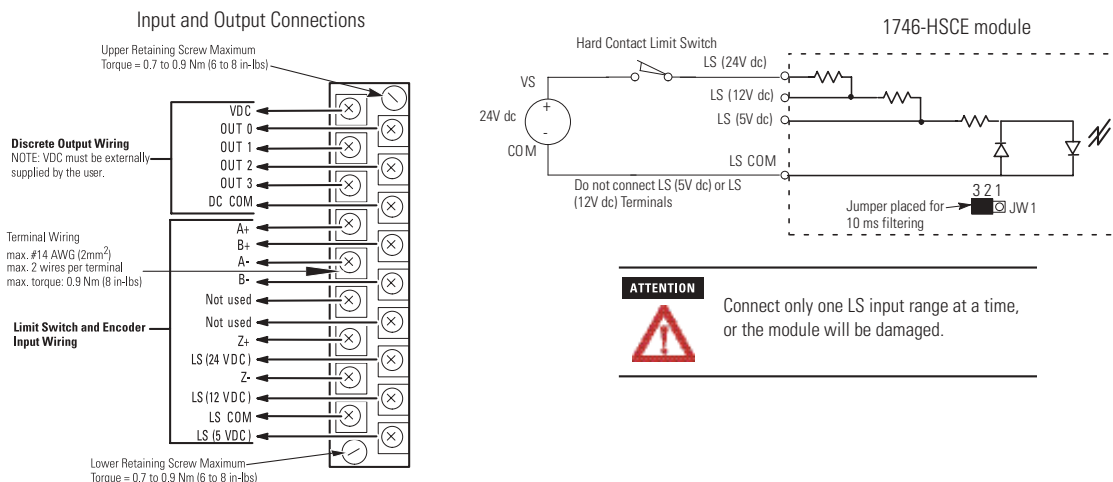 Input and Output Connections
Upper Retaining Screw Maximum
Torque = 0.7 to 0.9 Nm (6 to 8 in-lbs)
VDC
OUT 0
OUT 1
OUT 2
OUT 3
DC COM
Discrete Output Wiring
NOTE: VDC must be externally
supplied by the user.
A+
B+
A-
B-
Not used
Not used
Z+
LS (24 VDC)
Z-
LS (12 VDC)
LS COM
LS (5 VDC)
Terminal Wiring
max. #14 AWG (2mm²)
max. 2 wires per terminal
max. torque: 0.9 Nm (8 in-lbs)
Limit Switch and Encoder
Input Wiring
Lower Retaining Screw Maximum
Torque = 0.7 to 0.9 Nm (6 to 8 in-lbs)
1746-HSCE module
Hard Contact Limit Switch
LS (24V dc)
VS
LS (12V dc)
+
24V dc
LS (5V dc)
-
COM
LS COM
Do not connect LS (5V dc) or LS
(12V dc) Terminals
3 2 1
Jumper placed for
10 ms filtering
JW1
ATTENTION
Connect only one LS input range at a time,
or the module will be damaged.